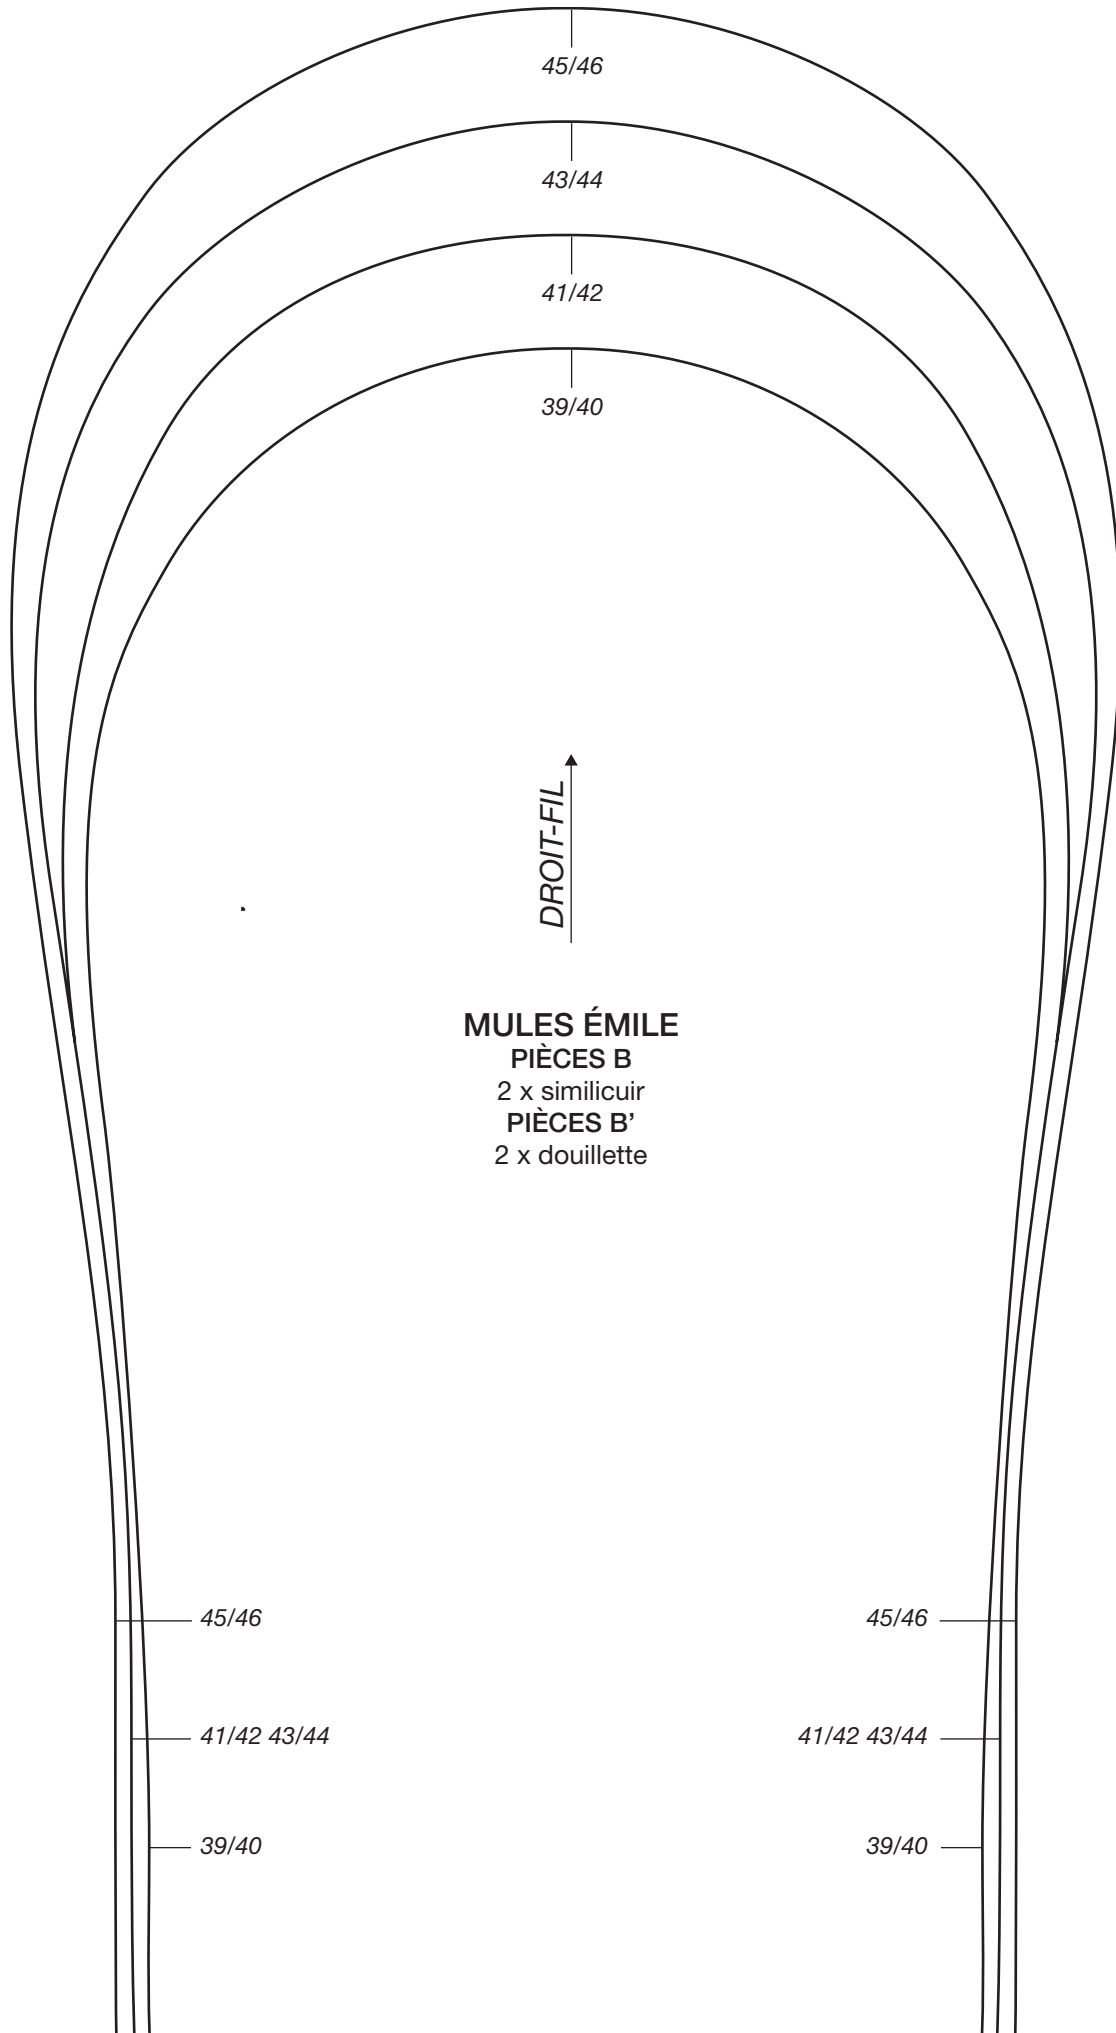 45/46
43/44
41/42
39/40
DROIT-FIL
MULES ÉMILE
PIÈCES B
2 x similicuir
PIÈCES B’
2 x douillette
45/46 45/46
41/42 43/44 41/42 43/44
39/40 39/40